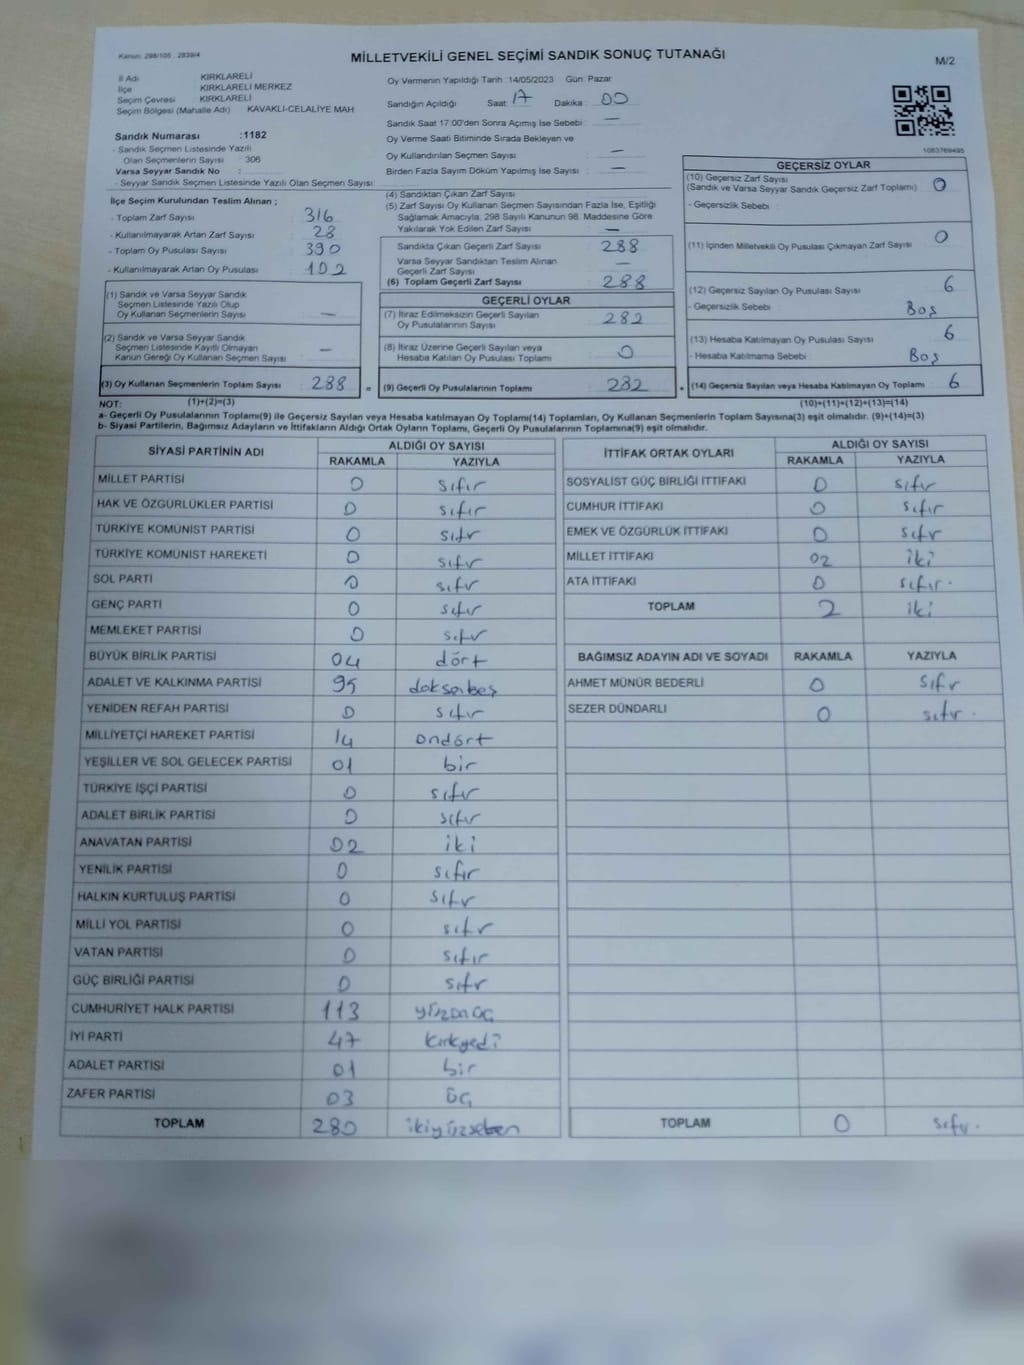 Kanun: 298/105 , 2839/4
MİLLETVEKİLİ GENEL SEÇİMİ SANDIK SONUÇ TUTANAĞI
M/2
İl Adı KIRKLARELİ
İlçe KIRKLARELİ MERKEZ
Seçim Çevresi KIRKLARELİ
Seçim Bölgesi (Mahalle Adı) KAVAKLI-CELALİYE MAH.
Sandık Numarası :1182
- Sandık Seçmen Listesinde Yazılı
Olan Seçmenlerin Sayısı : 306
Varsa Seyyar Sandık No :
- Seyyar Sandık Seçmen Listesinde Yazılı Olan Seçmen Sayısı:
Oy Vermenin Yapıldığı Tarih :14/05/2023 Gün: Pazar
Sandığın Açıldığı Saat: 17 Dakika : 00
Sandık Saat 17:00'den Sonra Açımış İse Sebebi : —
Oy Verme Saati Bitiminde Sırada Bekleyen ve
Oy Kullandırılan Seçmen Sayısı : —
Birden Fazla Sayım Döküm Yapılmış İse Sayısı : —
1083769495
İlçe Seçim Kurulundan Teslim Alınan ;
- Toplam Zarf Sayısı : 316
- Kullanılmayarak Artan Zarf Sayısı : 28
- Toplam Oy Pusulası Sayısı : 390
- Kullanılmayarak Artan Oy Pusulası : 102
(1) Sandık ve Varsa Seyyar Sandık
Seçmen Listesinde Yazılı Olup
Oy Kullanan Seçmenlerin Sayısı : —
(2) Sandık ve Varsa Seyyar Sandık
Seçmen Listesinde Kayıtlı Olmayan
Kanun Gereği Oy Kullanan Seçmen Sayısı : —
(3) Oy Kullanan Seçmenlerin Toplam Sayısı : 288 =
(4) Sandıktan Çıkan Zarf Sayısı :
(5) Zarf Sayısı Oy Kullanan Seçmen Sayısından Fazla İse, Eşitliği
Sağlamak Amacıyla, 298 Sayılı Kanunun 98. Maddesine Göre
Yakılarak Yok Edilen Zarf Sayısı : —
Sandıkta Çıkan Geçerli Zarf Sayısı : 288
Varsa Seyyar Sandıktan Teslim Alınan
Geçerli Zarf Sayısı : —
(6) Toplam Geçerli Zarf Sayısı : 288
GEÇERLİ OYLAR
(7) İtiraz Edilmeksizin Geçerli Sayılan
Oy Pusulalarının Sayısı : 282
(8) İtiraz Üzerine Geçerli Sayılan veya
Hesaba Katılan Oy Pusulası Toplamı : 0
(9) Geçerli Oy Pusulalarının Toplamı : 282
GEÇERSİZ OYLAR
(10) Geçersiz Zarf Sayısı
(Sandık ve Varsa Seyyar Sandık Geçersiz Zarf Toplamı) : 0
- Geçersizlik Sebebi :
(11) İçinden Milletvekili Oy Pusulası Çıkmayan Zarf Sayısı : 0
(12) Geçersiz Sayılan Oy Pusulası Sayısı : 6
- Geçersizlik Sebebi : Boş
(13) Hesaba Katılmayan Oy Pusulası Sayısı : 6
- Hesaba Katılmama Sebebi : Boş
(14) Geçersiz Sayılan veya Hesaba Katılmayan Oy Toplamı : 6
NOT: (1)+(2)=(3) (10)+(11)+(12)+(13)=(14)
a- Geçerli Oy Pusulalarının Toplamı(9) ile Geçersiz Sayılan veya Hesaba katılmayan Oy Toplamı(14) Toplamları, Oy Kullanan Seçmenlerin Toplam Sayısına(3) eşit olmalıdır. (9)+(14)=(3)
b- Siyasi Partilerin, Bağımsız Adayların ve İttifakların Aldığı Ortak Oyların Toplamı, Geçerli Oy Pusulalarının Toplamına(9) eşit olmalıdır.
SİYASİ PARTİNİN ADI ALDIĞI OY SAYISI
RAKAMLA YAZIYLA
MİLLET PARTİSİ 0 sıfır
HAK VE ÖZGÜRLÜKLER PARTİSİ 0 sıfır
TÜRKİYE KOMÜNİST PARTİSİ 0 sıfır
TÜRKİYE KOMÜNİST HAREKETİ 0 sıfır
SOL PARTİ 0 sıfır
GENÇ PARTİ 0 sıfır
MEMLEKET PARTİSİ 0 sıfır
BÜYÜK BİRLİK PARTİSİ 04 dört
ADALET VE KALKINMA PARTİSİ 95 doksanbeş
YENİDEN REFAH PARTİSİ 0 sıfır
MİLLİYETÇİ HAREKET PARTİSİ 14 ondört
YEŞİLLER VE SOL GELECEK PARTİSİ 01 bir
TÜRKİYE İŞÇİ PARTİSİ 0 sıfır
ADALET BİRLİK PARTİSİ 0 sıfır
ANAVATAN PARTİSİ 02 iki
YENİLİK PARTİSİ 0 sıfır
HALKIN KURTULUŞ PARTİSİ 0 sıfır
MİLLİ YOL PARTİSİ 0 sıfır
VATAN PARTİSİ 0 sıfır
GÜÇ BİRLİĞİ PARTİSİ 0 sıfır
CUMHURİYET HALK PARTİSİ 113 yüzonüç
İYİ PARTİ 47 kırkyedi
ADALET PARTİSİ 01 bir
ZAFER PARTİSİ 03 üç
TOPLAM 280 ikiyüzseksen
İTTİFAK ORTAK OYLARI ALDIĞI OY SAYISI
RAKAMLA YAZIYLA
SOSYALİST GÜÇ BİRLİĞİ İTTİFAKI 0 sıfır
CUMHUR İTTİFAKI 0 sıfır
EMEK VE ÖZGÜRLÜK İTTİFAKI 0 sıfır
MİLLET İTTİFAKI 02 iki
ATA İTTİFAKI 0 sıfır.
TOPLAM 2 iki
BAĞIMSIZ ADAYIN ADI VE SOYADI RAKAMLA YAZIYLA
AHMET MÜNÜR BEDERLİ 0 sıfır
SEZER DÜNDARLI 0 sıfır.
TOPLAM 0 sıfır.